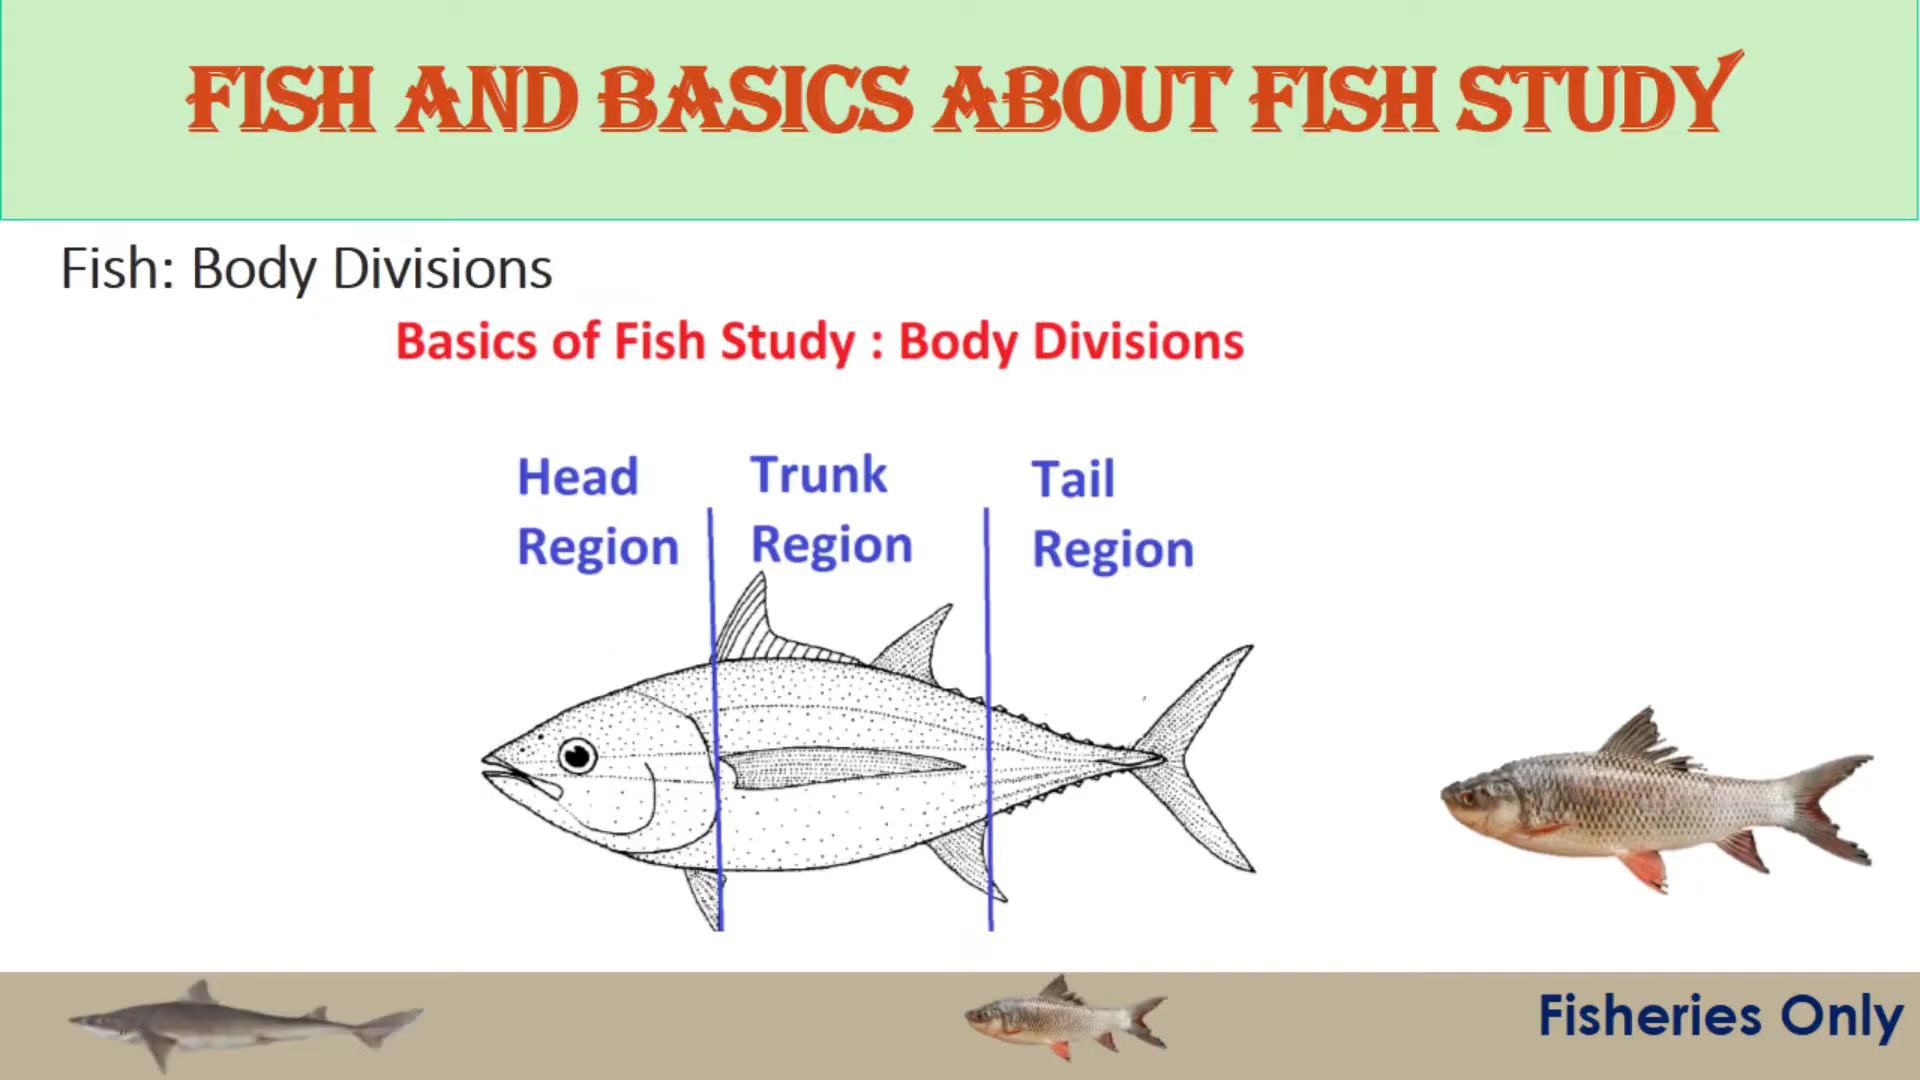 FISH AND BASICS ABOUT FISH STUDY
Fish: Body Divisions
Basics of Fish Study : Body Divisions
Head
Region
Trunk
Region
Tail
Region
Fisheries Only